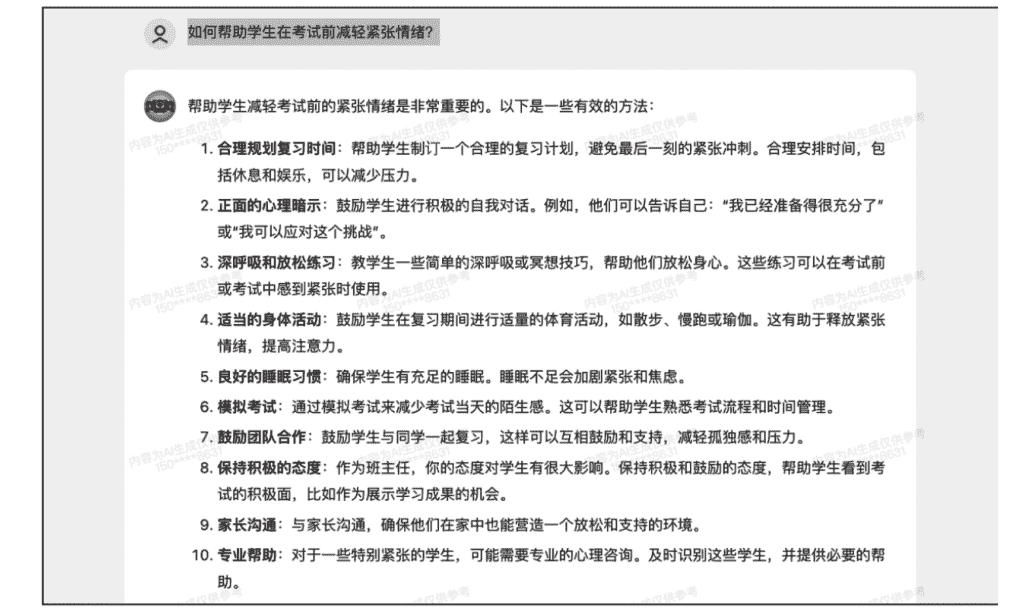 如何帮助学生在考试前减轻紧张情绪?
帮助学生减轻考试前的紧张情绪是非常重要的。以下是一些有效的方法：
1. 合理规划复习时间：帮助学生制订一个合理的复习计划，避免最后一刻的紧张冲刺。合理安排时间，包
括休息和娱乐，可以减少压力。
2. 正面的心理暗示：鼓励学生进行积极的自我对话。例如，他们可以告诉自己：“我已经准备得很充分了”
或“我可以应对这个挑战”。
3. 深呼吸和放松练习：教学生一些简单的深呼吸或冥想技巧，帮助他们放松身心。这些练习可以在考试前
或考试中感到紧张时使用。
4. 适当的身体活动：鼓励学生在复习期间进行适量的体育活动，如散步、慢跑或瑜伽。这有助于释放紧张
情绪，提高注意力。
5. 良好的睡眠习惯：确保学生有充足的睡眠。睡眠不足会加剧紧张和焦虑。
6. 模拟考试：通过模拟考试来减少考试当天的陌生感。这可以帮助学生熟悉考试流程和时间管理。
7. 鼓励团队合作：鼓励学生与同学一起复习，这样可以互相鼓励和支持，减轻孤独感和压力。
8. 保持积极的态度：作为班主任，你的态度对学生有很大影响。保持积极和鼓励的态度，帮助学生看到考
试的积极面，比如作为展示学习成果的机会。
9. 家长沟通：与家长沟通，确保他们在家中也能营造一个放松和支持的环境。
10. 专业帮助：对于一些特别紧张的学生，可能需要专业的心理咨询。及时识别这些学生，并提供必要的帮
助。
内容为AI生成仅供参考
150****8631